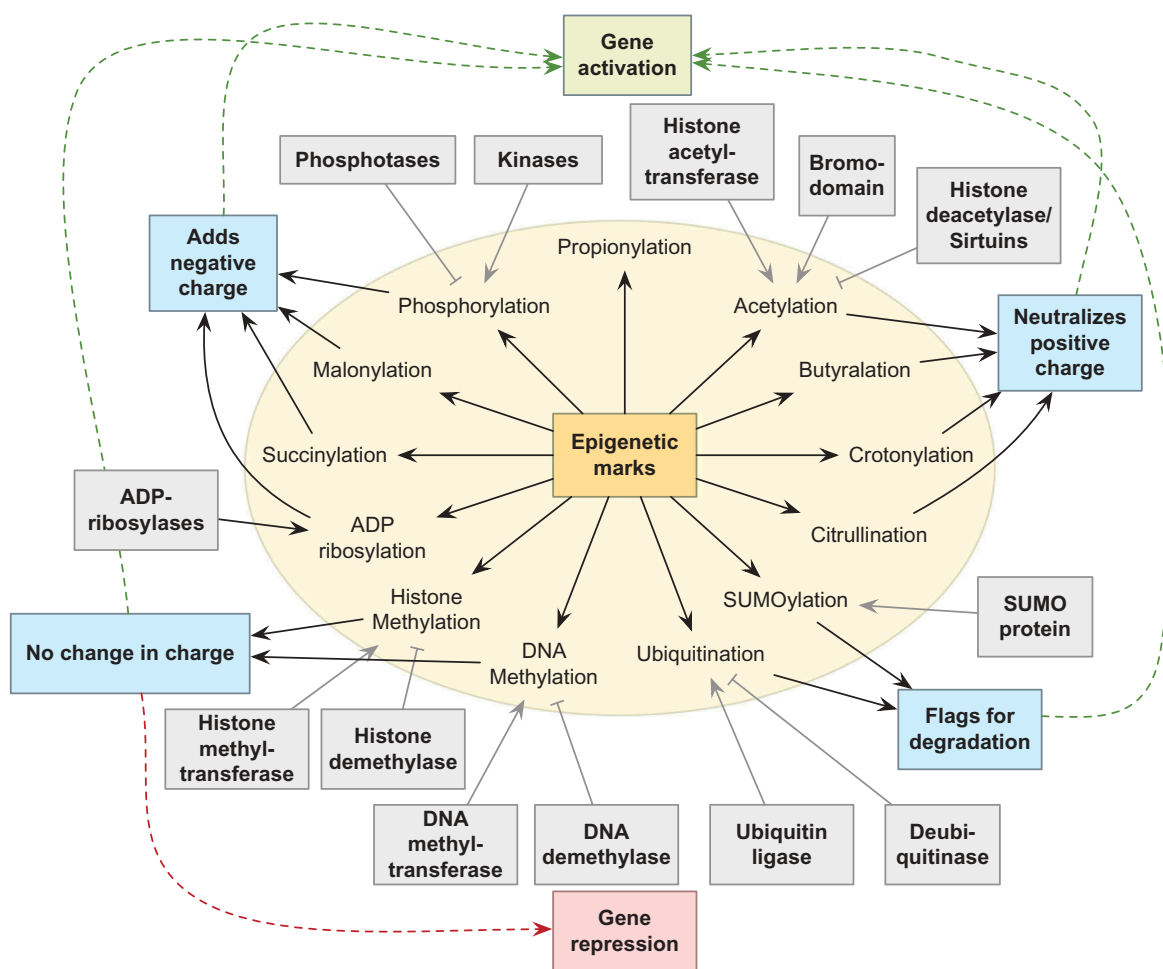 Gene
activation
Histone
acetyl-
transferase
Phosphotases
Kinases
Bromo-
domain
Histone
deacetylase/
Sirtuins
Adds
negative
charge
Propionylation
Phosphorylation
Acetylation
Neutralizes
positive
charge
Malonylation
Butyralation
Epigenetic
marks
Succinylation
Crotonylation
ADP-
ribosylases
ADP
ribosylation
Citrullination
Histone
Methylation
SUMOylation
SUMO
protein
No change in charge
DNA
Methylation
Ubiquitination
Flags for
degradation
Histone
methyl-
transferase
Histone
demethylase
DNA
methyl-
transferase
DNA
demethylase
Ubiquitin
ligase
Deubi-
quitinase
Gene
repression